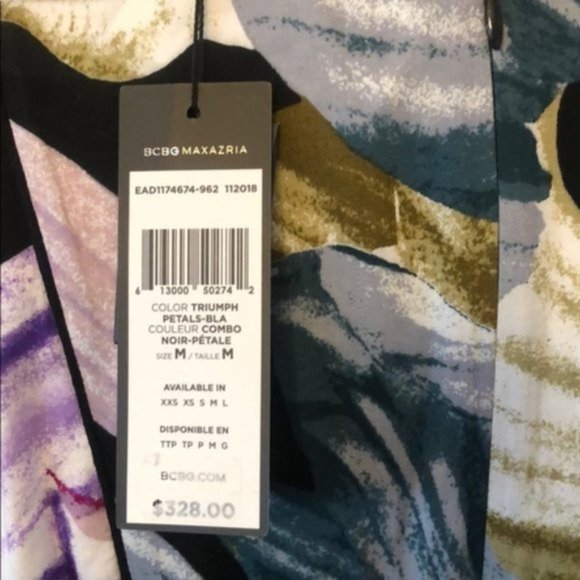 BCBGMAXAZRIA
EAD1174674-962 112018
6 13000 50274 2
COLOR TRIUMPH
PETALS-BLA
COULEUR COMBO
NOIR-PÉTALE
SIZE M / TAILLE M
AVAILABLE IN
XXS XS S M L
DISPONIBLE EN
TTP TP P M G
BCBG.COM
$328.00